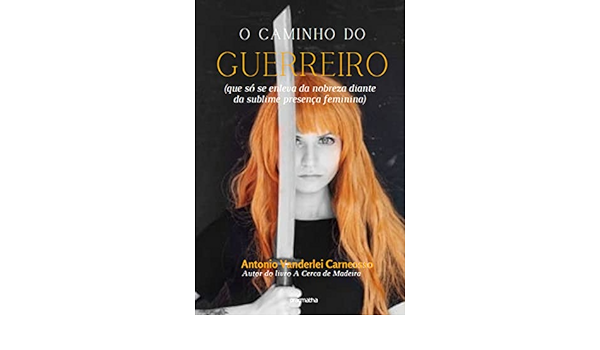 O CAMINHO DO
GUERREIRO
(que só se enleva da nobreza diante
da sublime presença feminina)
Antonio Vanderlei
Autor do livro A Cerca de Madeira